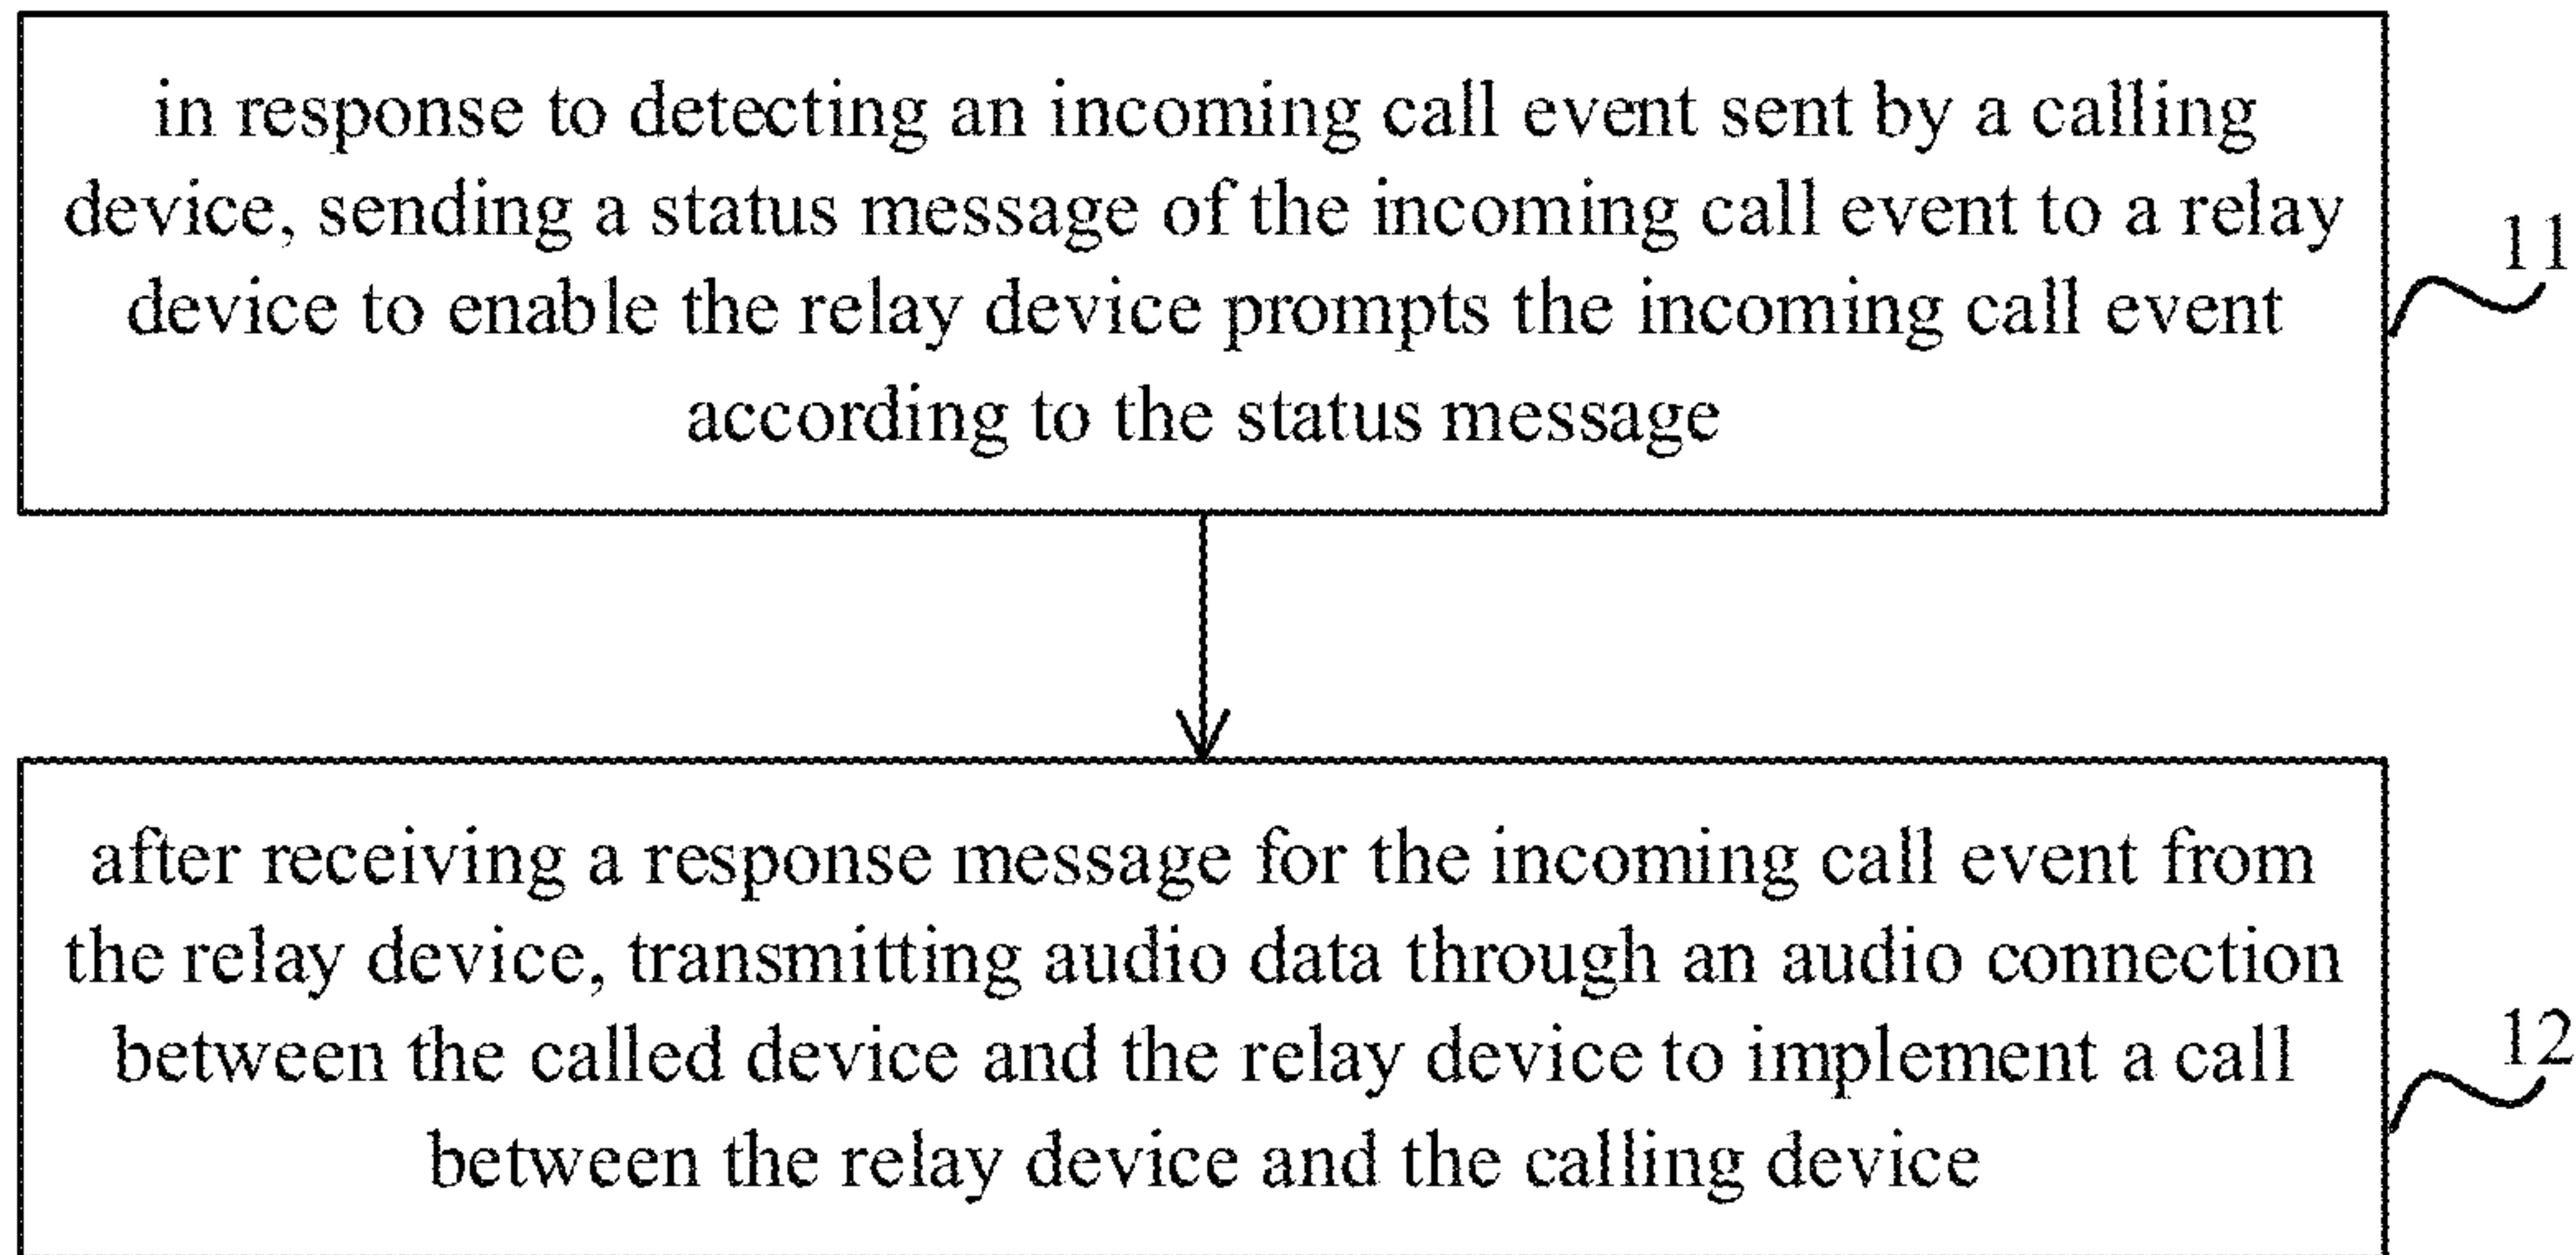 in response to detecting an incoming call event sent by a calling
device, sending a status message of the incoming call event to a relay
device to enable the relay device prompts the incoming call event
according to the status message
11
after receiving a response message for the incoming call event from
the relay device, transmitting audio data through an audio connection
between the called device and the relay device to implement a call
between the relay device and the calling device
12